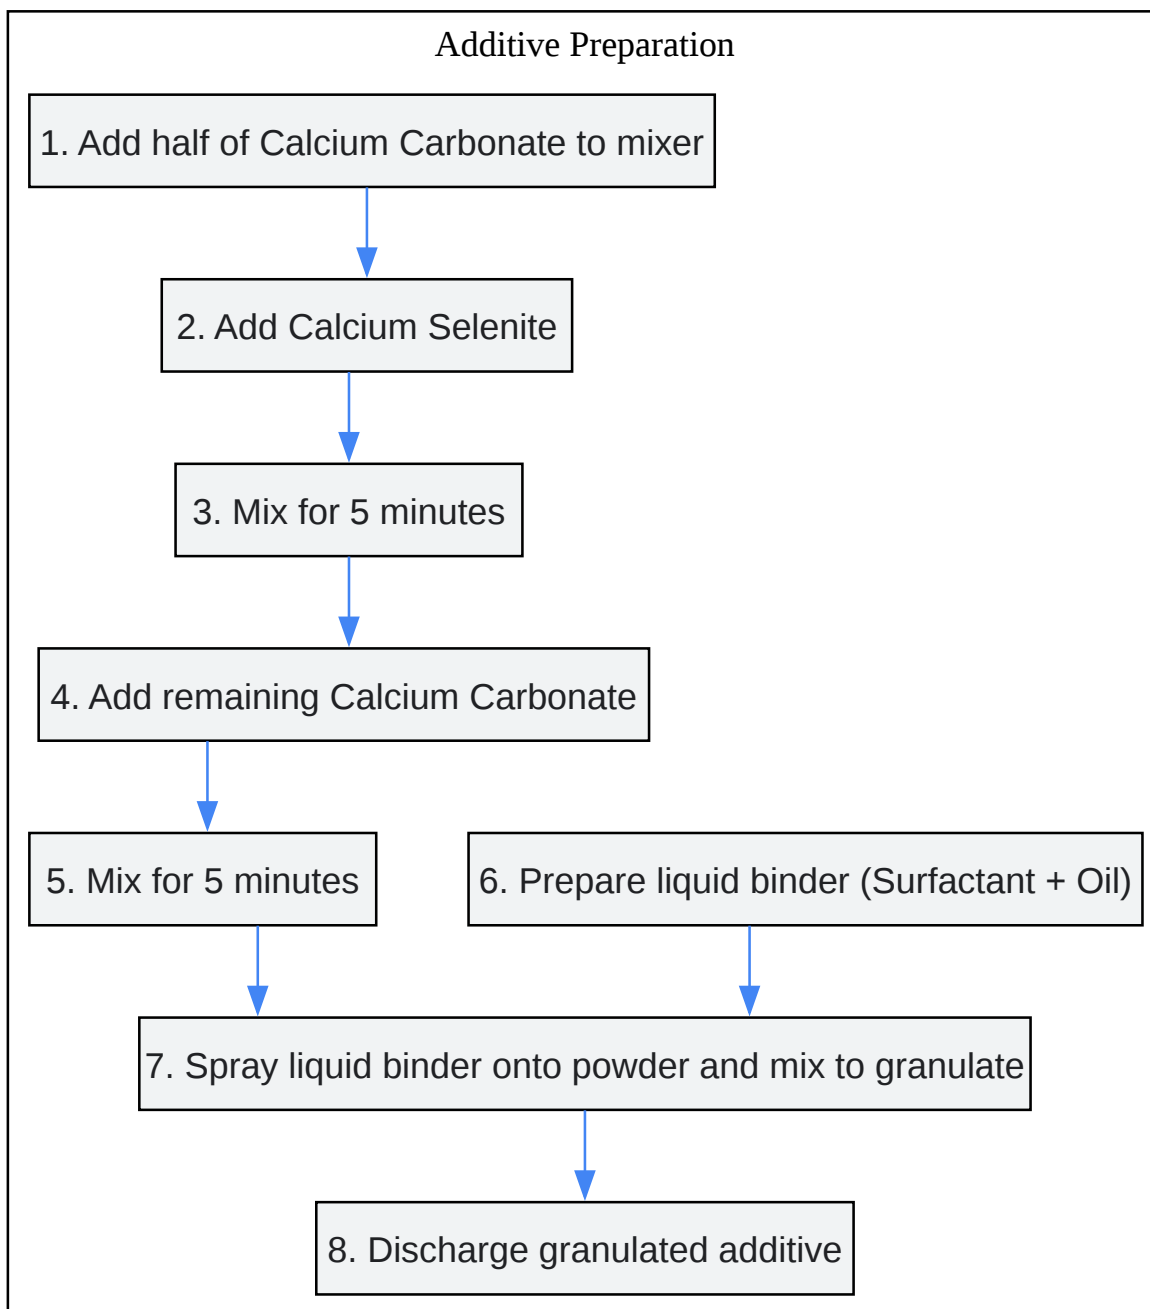 Additive Preparation
1. Add half of Calcium Carbonate to mixer
2. Add Calcium Selenite
3. Mix for 5 minutes
4. Add remaining Calcium Carbonate
5. Mix for 5 minutes
6. Prepare liquid binder (Surfactant + Oil)
7. Spray liquid binder onto powder and mix to granulate
8. Discharge granulated additive